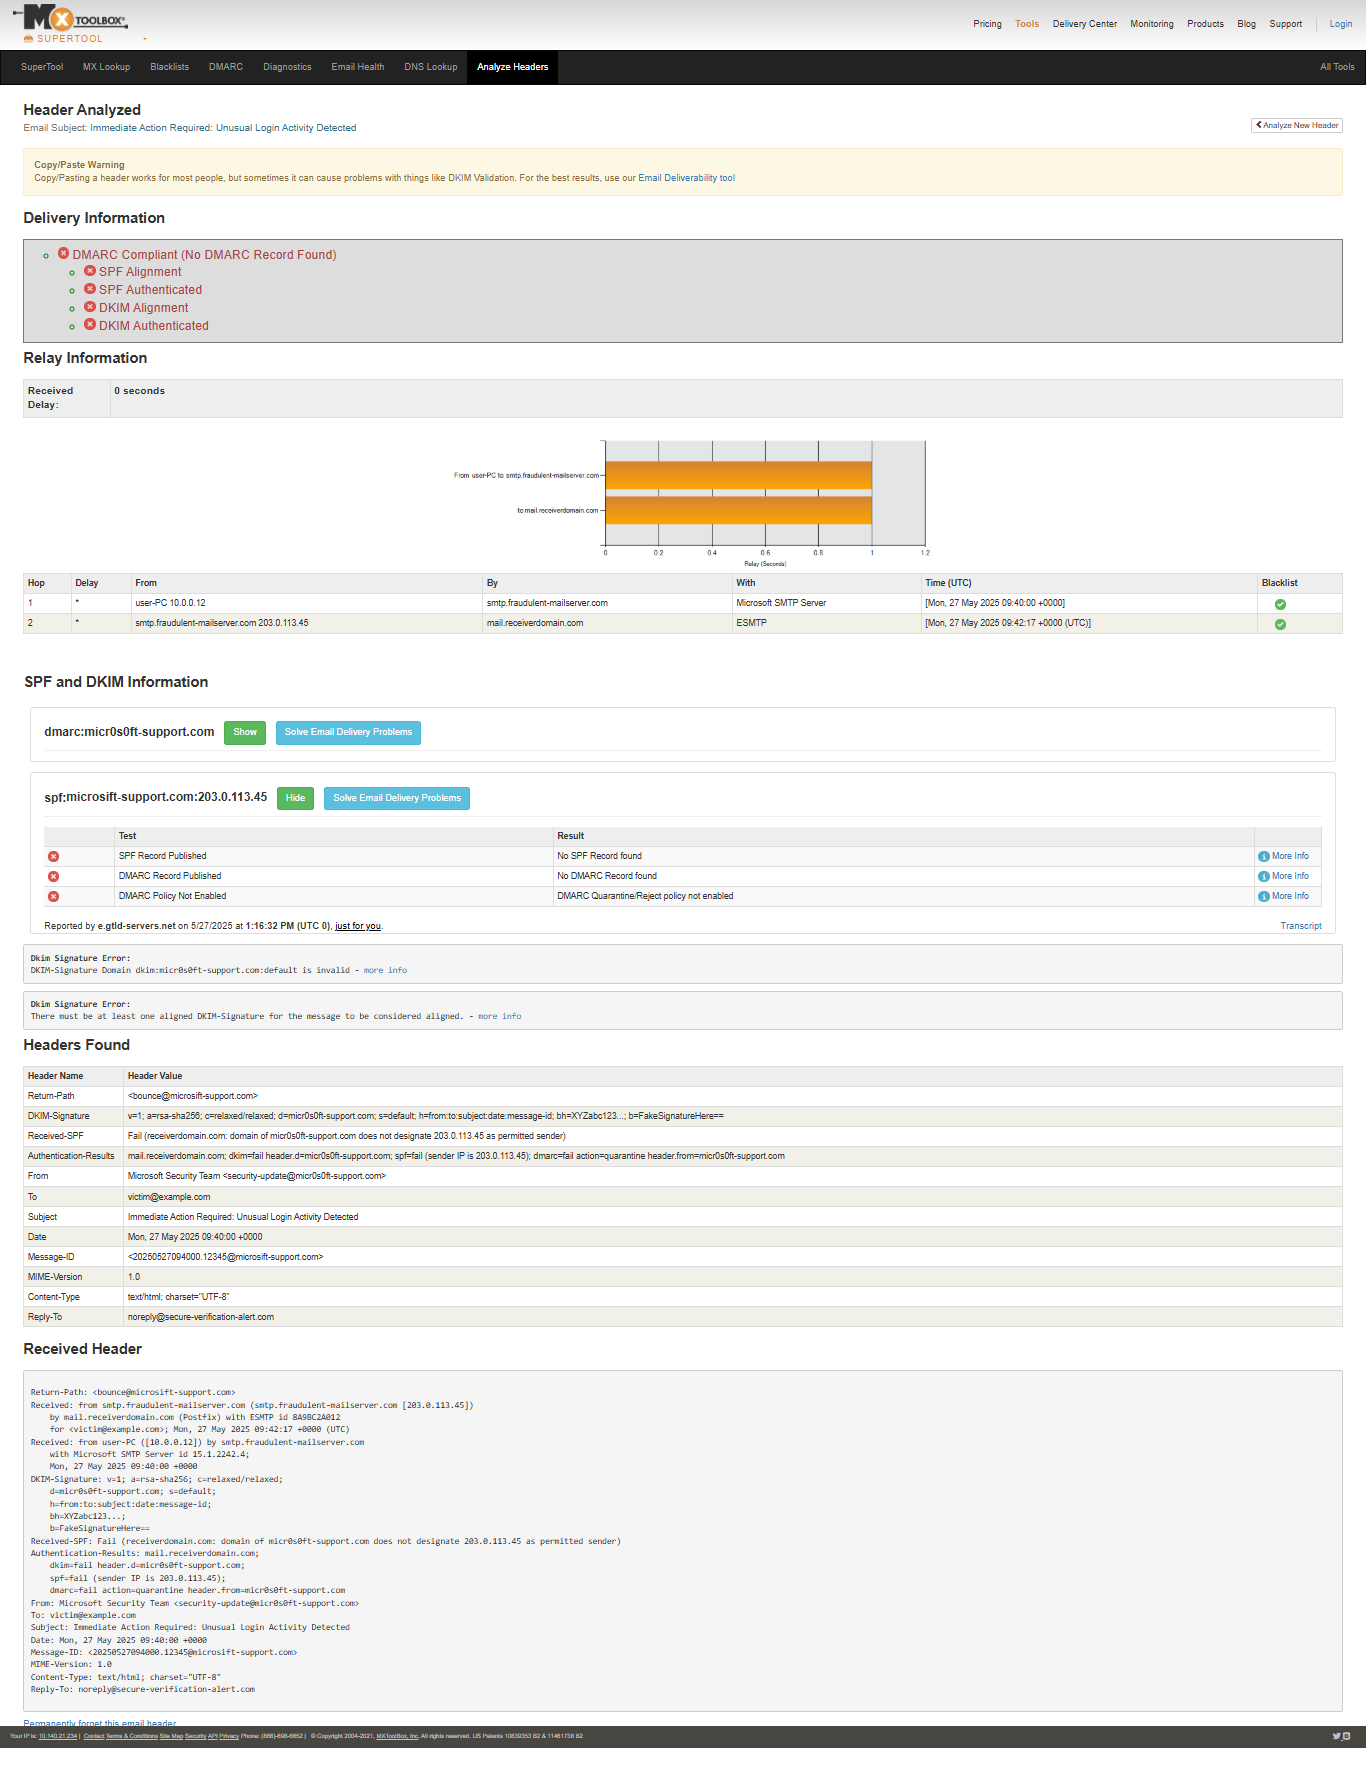 MX TOOLBOX®
SUPERTOOL
Pricing Tools Delivery Center Monitoring Products Blog Support Login
SuperTool MX Lookup Blacklists DMARC Diagnostics Email Health DNS Lookup Analyze Headers All Tools
Header Analyzed
Email Subject: Immediate Action Required: Unusual Login Activity Detected
Analyze New Header
Copy/Paste Warning
Copy/Pasting a header works for most people, but sometimes it can cause problems with things like DKIM Validation. For the best results, use our Email Deliverability tool
Delivery Information
DMARC Compliant (No DMARC Record Found)
SPF Alignment
SPF Authenticated
DKIM Alignment
DKIM Authenticated
Relay Information
Received Delay: 0 seconds
From user-PC to smtp.fraudulent-mailserver.com
to mail.receiverdomain.com
0 0.2 0.4 0.6 0.8 1 1.2
Relay (Seconds)
Hop Delay From By With Time (UTC) Blacklist
1 * user-PC 10.0.0.12 smtp.fraudulent-mailserver.com Microsoft SMTP Server [Mon, 27 May 2025 09:40:00 +0000]
2 * smtp.fraudulent-mailserver.com 203.0.113.45 mail.receiverdomain.com ESMTP [Mon, 27 May 2025 09:42:17 +0000 (UTC)]
SPF and DKIM Information
dmarc:micr0s0ft-support.com Show Solve Email Delivery Problems
spf:microsift-support.com:203.0.113.45 Hide Solve Email Delivery Problems
Test Result
SPF Record Published No SPF Record found More Info
DMARC Record Published No DMARC Record found More Info
DMARC Policy Not Enabled DMARC Quarantine/Reject policy not enabled More Info
Reported by e.gtld-servers.net on 5/27/2025 at 1:16:32 PM (UTC 0), just for you. Transcript
Dkim Signature Error:
DKIM-Signature Domain dkim:micr0s0ft-support.com:default is invalid - more info
Dkim Signature Error:
There must be at least one aligned DKIM-Signature for the message to be considered aligned. - more info
Headers Found
Header Name Header Value
Return-Path <bounce@microsift-support.com>
DKIM-Signature v=1; a=rsa-sha256; c=relaxed/relaxed; d=micr0s0ft-support.com; s=default; h=from:to:subject:date:message-id; bh=XYZabc123...; b=FakeSignatureHere==
Received-SPF Fail (receiverdomain.com: domain of micr0s0ft-support.com does not designate 203.0.113.45 as permitted sender)
Authentication-Results mail.receiverdomain.com; dkim=fail header.d=micr0s0ft-support.com; spf=fail (sender IP is 203.0.113.45); dmarc=fail action=quarantine header.from=micr0s0ft-support.com
From Microsoft Security Team <security-update@micr0s0ft-support.com>
To victim@example.com
Subject Immediate Action Required: Unusual Login Activity Detected
Date Mon, 27 May 2025 09:40:00 +0000
Message-ID <20250527094000.12345@microsift-support.com>
MIME-Version 1.0
Content-Type text/html; charset="UTF-8"
Reply-To noreply@secure-verification-alert.com
Received Header
Return-Path: <bounce@microsift-support.com>
Received: from smtp.fraudulent-mailserver.com (smtp.fraudulent-mailserver.com [203.0.113.45])
by mail.receiverdomain.com (Postfix) with ESMTP id 8A9BC2A012
for <victim@example.com>; Mon, 27 May 2025 09:42:17 +0000 (UTC)
Received: from user-PC ([10.0.0.12]) by smtp.fraudulent-mailserver.com
with Microsoft SMTP Server id 15.1.2242.4;
Mon, 27 May 2025 09:40:00 +0000
DKIM-Signature: v=1; a=rsa-sha256; c=relaxed/relaxed;
d=micr0s0ft-support.com; s=default;
h=from:to:subject:date:message-id;
bh=XYZabc123...;
b=FakeSignatureHere==
Received-SPF: Fail (receiverdomain.com: domain of micr0s0ft-support.com does not designate 203.0.113.45 as permitted sender)
Authentication-Results: mail.receiverdomain.com;
dkim=fail header.d=micr0s0ft-support.com;
spf=fail (sender IP is 203.0.113.45);
dmarc=fail action=quarantine header.from=micr0s0ft-support.com
From: Microsoft Security Team <security-update@micr0s0ft-support.com>
To: victim@example.com
Subject: Immediate Action Required: Unusual Login Activity Detected
Date: Mon, 27 May 2025 09:40:00 +0000
Message-ID: <20250527094000.12345@microsift-support.com>
MIME-Version: 1.0
Content-Type: text/html; charset="UTF-8"
Reply-To: noreply@secure-verification-alert.com
Permanently forget this email header
Your IP is: 10.140.21.234 | Contact Terms & Conditions Site Map Security API Privacy Phone: (866)-698-6652 | © Copyright 2004-2021, MXToolBox, Inc, All rights reserved. US Patents 10839353 B2 & 11461738 B2